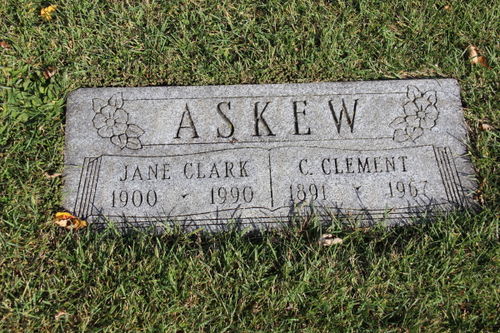 ASKEW
JANE CLARK
1900 1990
C. CLEMENT
1891 1967